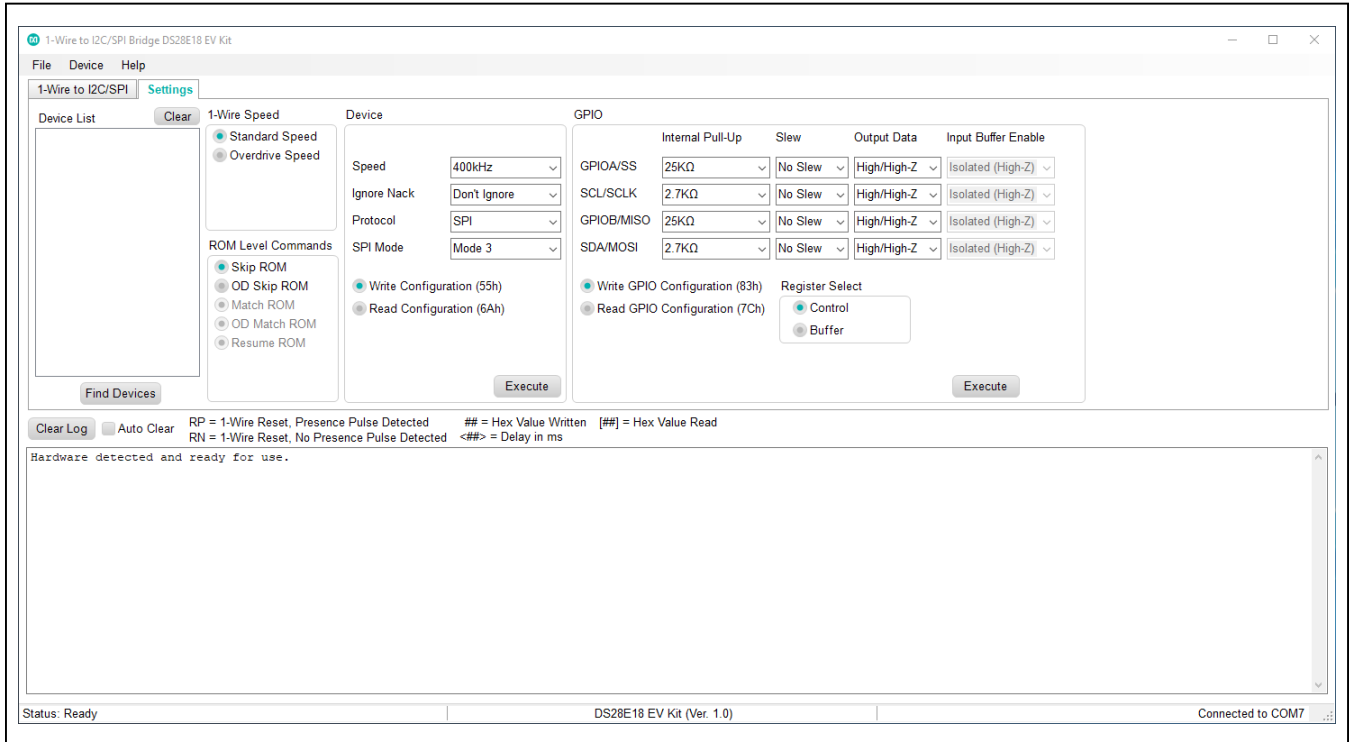 1-Wire to I2C/SPI Bridge DS28E18 EV Kit
File Device Help
1-Wire to I2C/SPI Settings
Device List Clear
Find Devices
1-Wire Speed
Standard Speed
Overdrive Speed
ROM Level Commands
Skip ROM
OD Skip ROM
Match ROM
OD Match ROM
Resume ROM
Device
Speed 400kHz
Ignore Nack Don't Ignore
Protocol SPI
SPI Mode Mode 3
Write Configuration (55h)
Read Configuration (6Ah)
Execute
GPIO
Internal Pull-Up Slew Output Data Input Buffer Enable
GPIOA/SS 25KΩ No Slew High/High-Z Isolated (High-Z)
SCL/SCLK 2.7KΩ No Slew High/High-Z Isolated (High-Z)
GPIOB/MISO 25KΩ No Slew High/High-Z Isolated (High-Z)
SDA/MOSI 2.7KΩ No Slew High/High-Z Isolated (High-Z)
Write GPIO Configuration (83h)
Read GPIO Configuration (7Ch)
Register Select
Control
Buffer
Execute
Clear Log Auto Clear
RP = 1-Wire Reset, Presence Pulse Detected ## = Hex Value Written [##] = Hex Value Read
RN = 1-Wire Reset, No Presence Pulse Detected <##> = Delay in ms
Hardware detected and ready for use.
Status: Ready DS28E18 EV Kit (Ver. 1.0) Connected to COM7